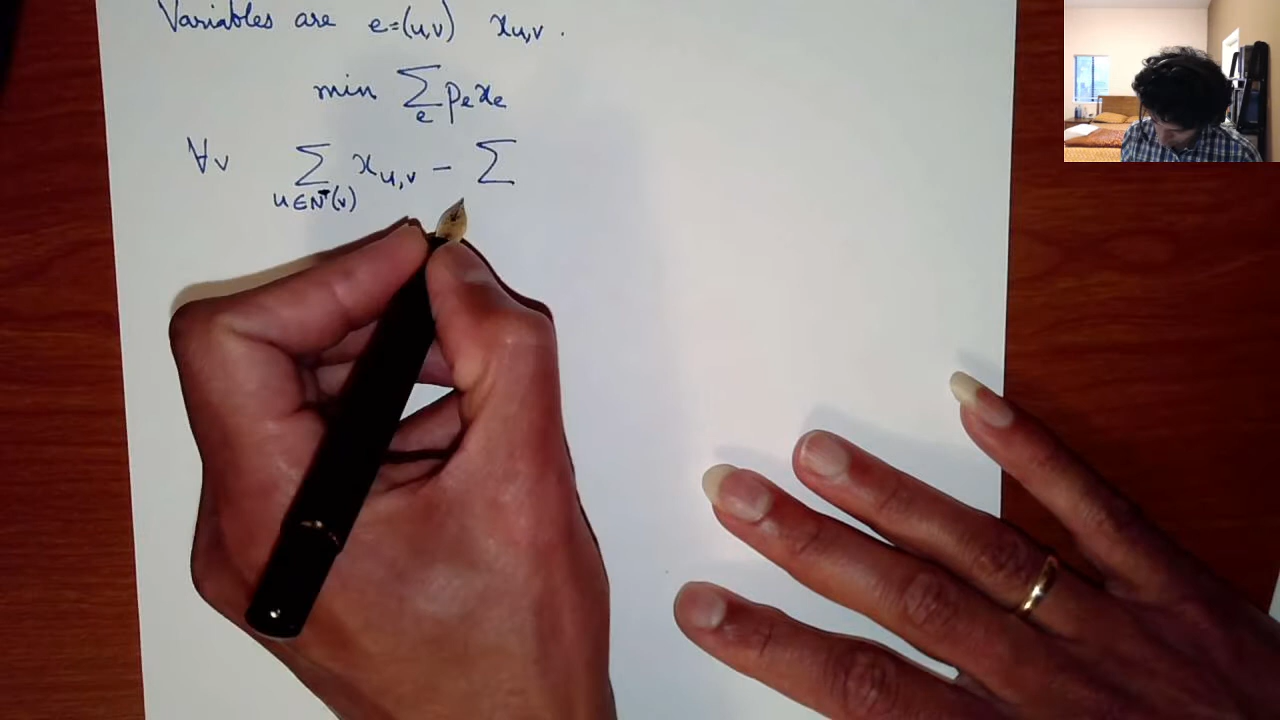 Variables are e=(u,v) x_{u,v}.
min ∑_e p_e x_e
∀v ∑_{u∈N⁻(v)} x_{u,v} − ∑